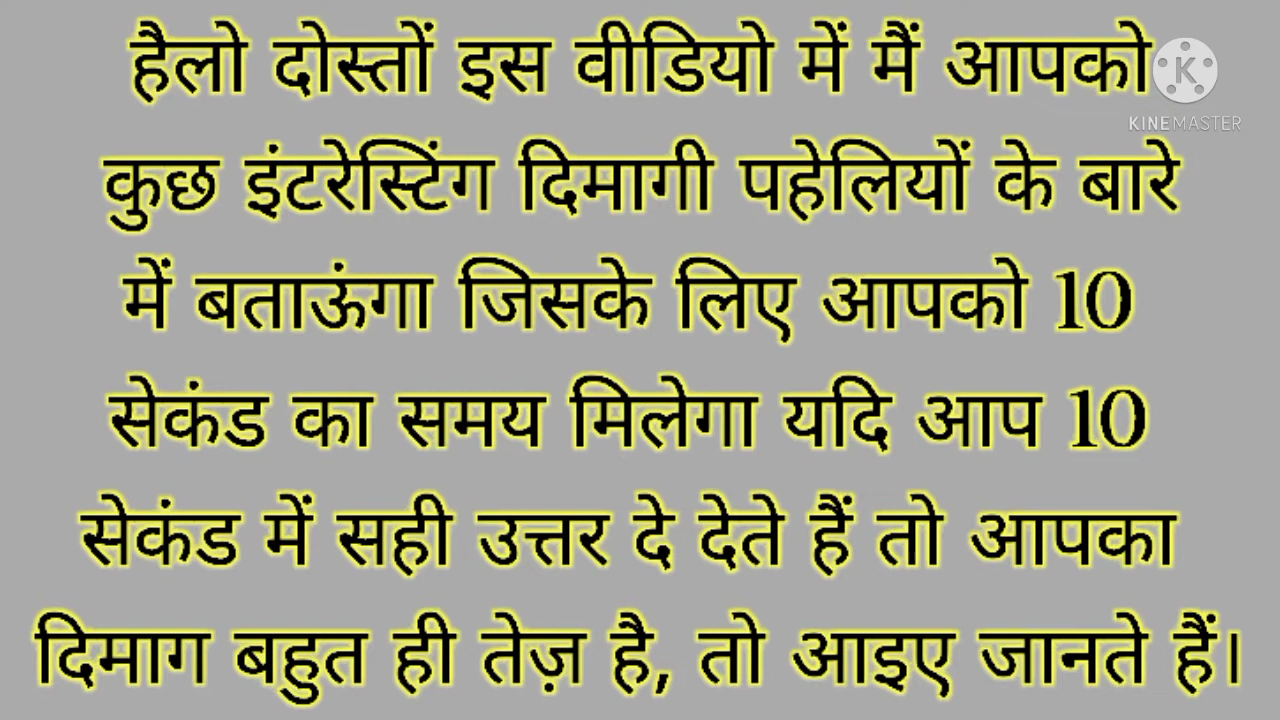 हैलो दोस्तों इस वीडियो में मैं आपको
K
KINEMASTER
कुछ इंटरेस्टिंग दिमागी पहेलियों के बारे
में बताऊंगा जिसके लिए आपको 10
सेकंड का समय मिलेगा यदि आप 10
सेकंड में सही उत्तर दे देते हैं तो आपका
दिमाग बहुत ही तेज़ है, तो आइए जानते हैं।